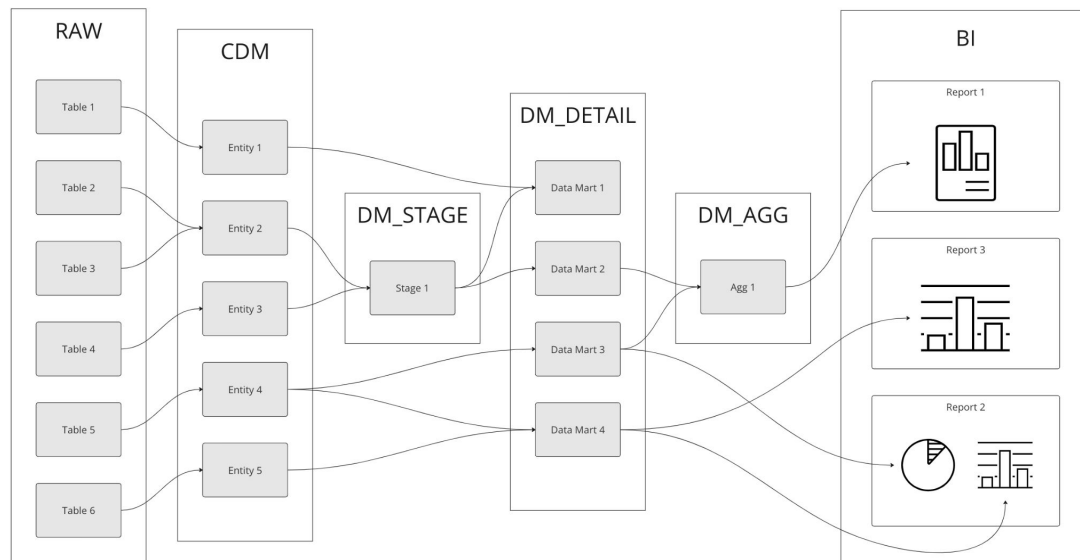 RAW
Table 1
Table 2
Table 3
Table 4
Table 5
Table 6
CDM
Entity 1
Entity 2
Entity 3
Entity 4
Entity 5
DM_STAGE
Stage 1
DM_DETAIL
Data Mart 1
Data Mart 2
Data Mart 3
Data Mart 4
DM_AGG
Agg 1
BI
Report 1
Report 3
Report 2